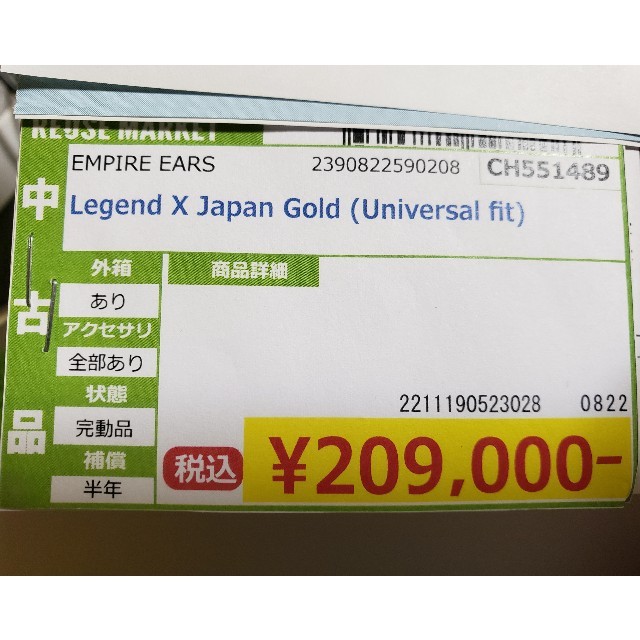 REUSE MARKET
EMPIRE EARS 2390822590208 CH551489
Legend X Japan Gold (Universal fit)
中古品
外箱
あり
アクセサリ
全部あり
状態
完動品
補償
半年
商品詳細
2211190523028 0822
税込 ¥209,000-